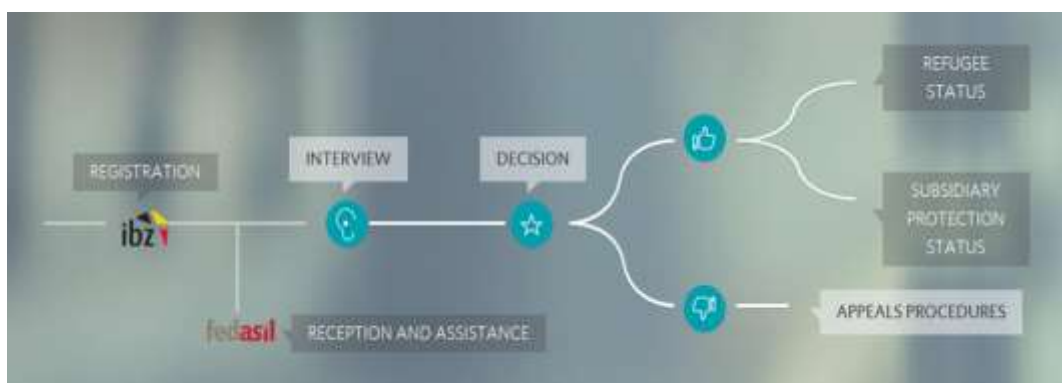 REGISTRATION
ibz
fedasil
RECEPTION AND ASSISTANCE
INTERVIEW
DECISION
REFUGEE
STATUS
SUBSIDIARY
PROTECTION
STATUS
APPEALS PROCEDURES